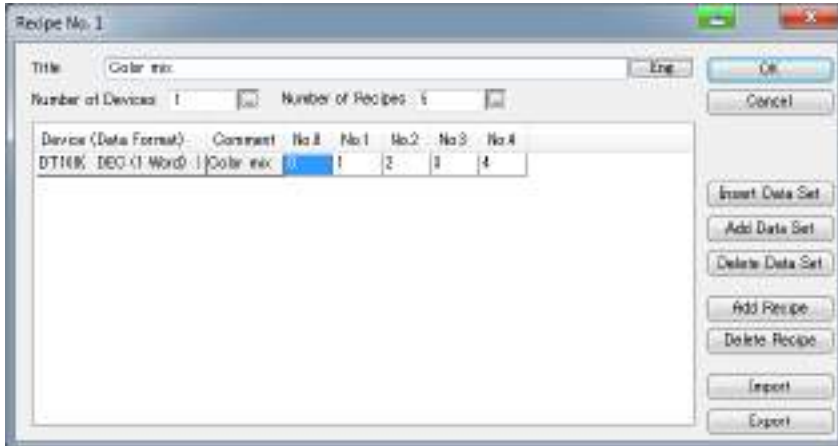 Recipe No. 1
Title Color mix Eng
Number of Devices 1 ... Number of Recipes 5 ...
Device (Data Format) Comment No.0 No.1 No.2 No.3 No.4
DEC (1 Word) Color mix 0 1 2 3 4
OK
Cancel
Insert Data Set
Add Data Set
Delete Data Set
Add Recipe
Delete Recipe
Import
Export